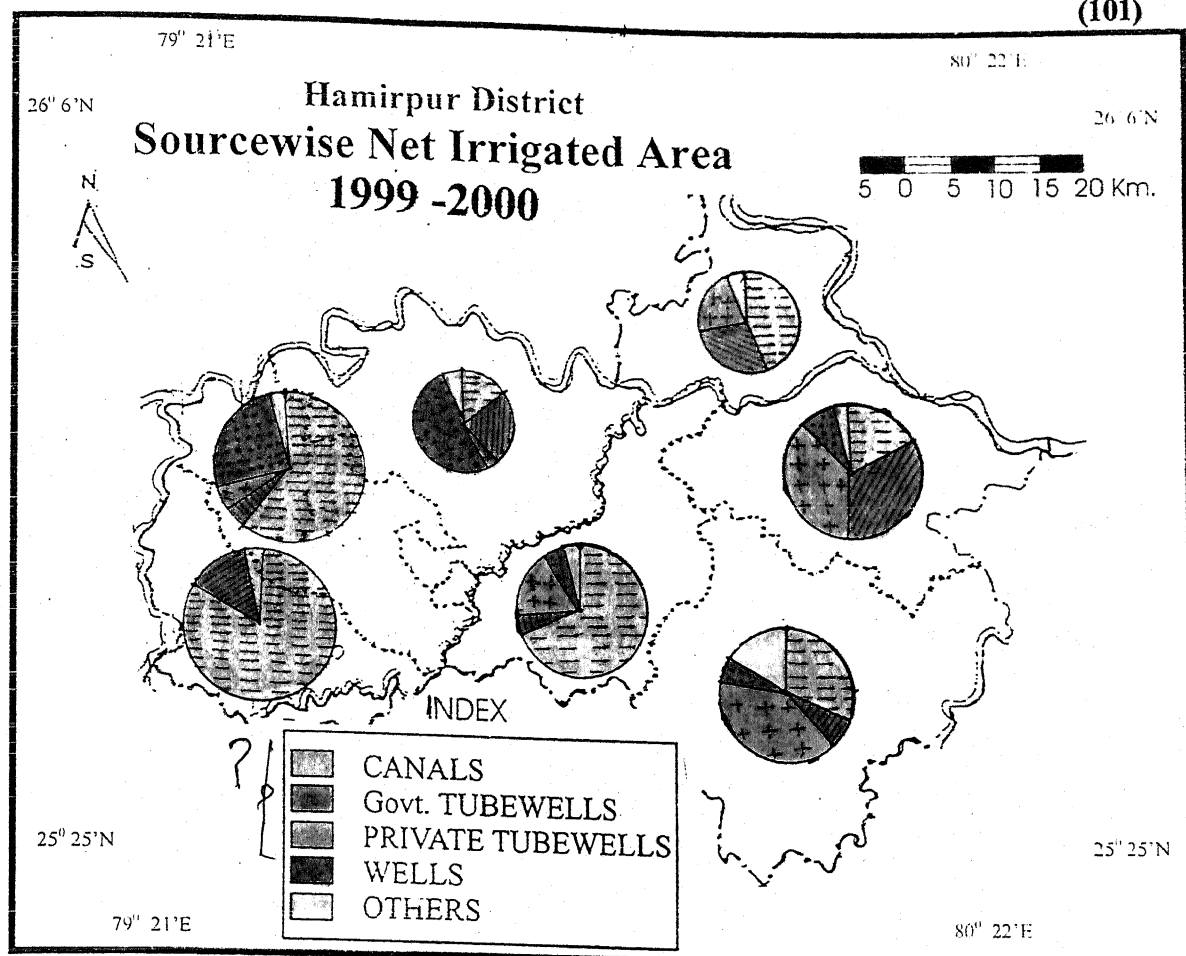 (101)
79" 21'E
80" 22'E
Hamirpur District
26" 6'N
26" 6'N
Sourcewise Net Irrigated Area
1999 -2000
N
S
5 0 5 10 15 20 Km.
INDEX
?
CANALS
Govt. TUBEWELLS
PRIVATE TUBEWELLS
WELLS
OTHERS
25⁰ 25'N
25" 25'N
79" 21'E
80" 22'E